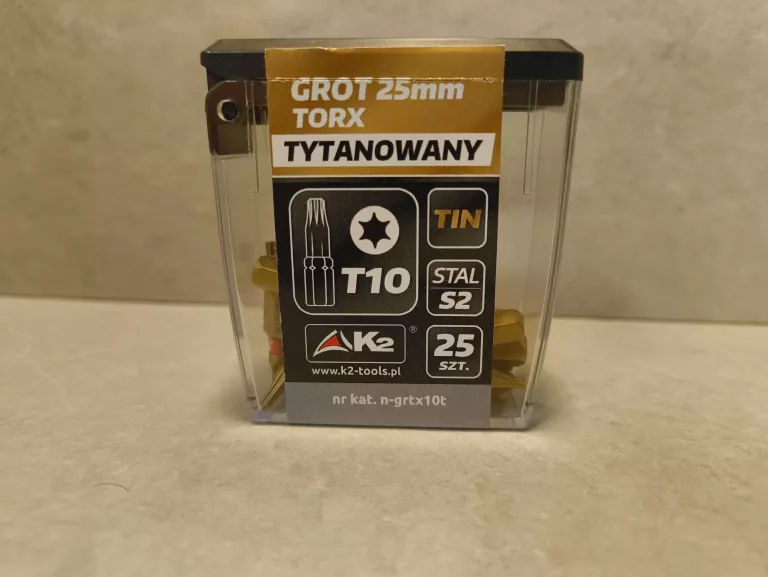 GROT 25mm
TORX
TYTANOWANY
T10
TIN
STAL
S2
K2®
www.k2-tools.pl
25
SZT.
nr kat. n-grtx10t